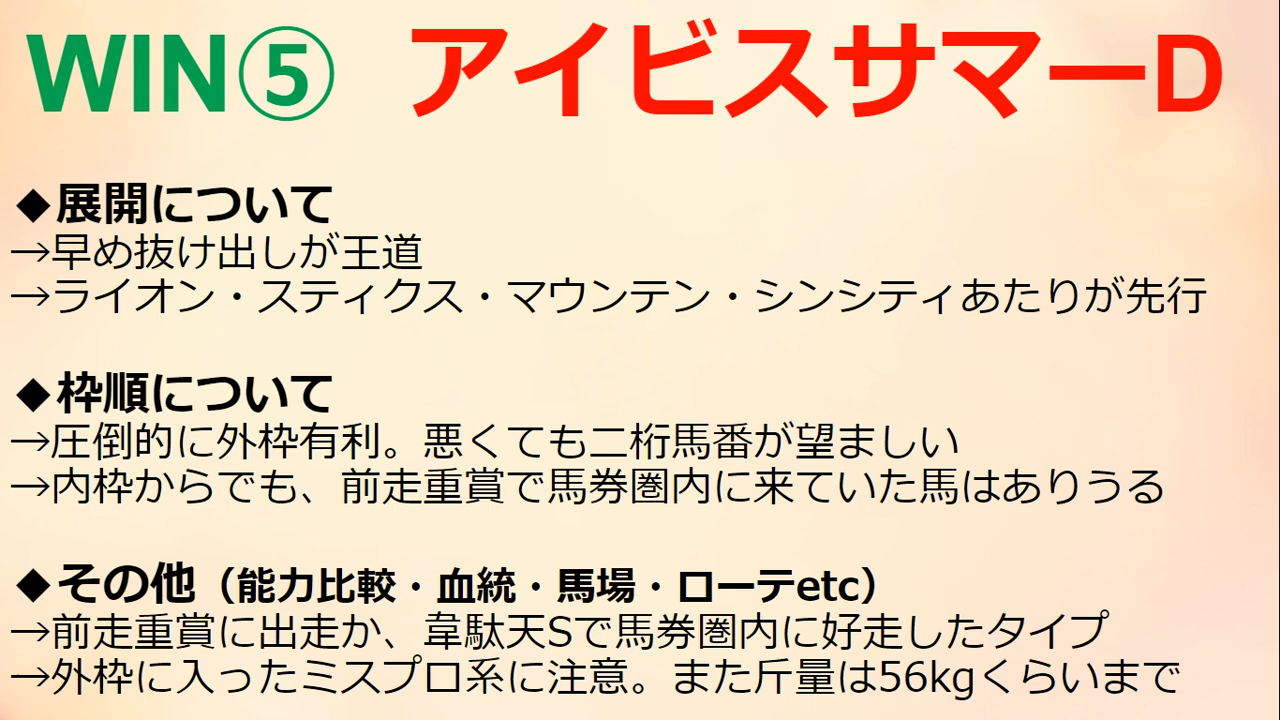 WIN⑤ アイビスサマーD
◆展開について
→早め抜け出しが王道
→ライオン・スティクス・マウンテン・シンシティあたりが先行
◆枠順について
→圧倒的に外枠有利。悪くても二桁馬番が望ましい
→内枠からでも、前走重賞で馬券圏内に来ていた馬はありうる
◆その他（能力比較・血統・馬場・ローテetc）
→前走重賞に出走か、韋駄天Sで馬券圏内に好走したタイプ
→外枠に入ったミスプロ系に注意。また斤量は56kgくらいまで